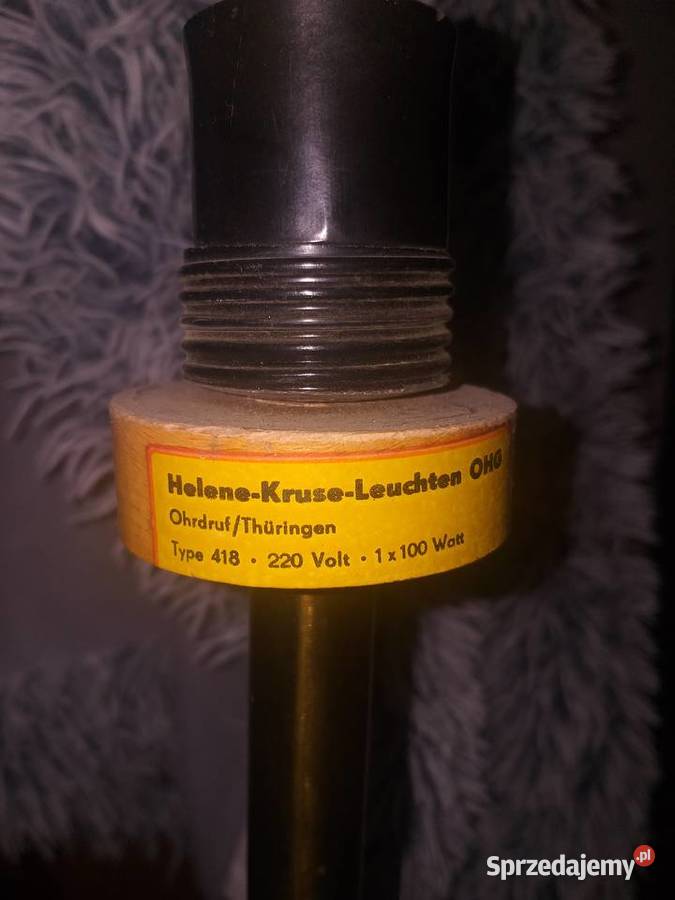 Helene-Kruse-Leuchten OHG
Ohrdruf/Thüringen
Type 418 · 220 Volt · 1 x 100 Watt
Sprzedajemy.pl